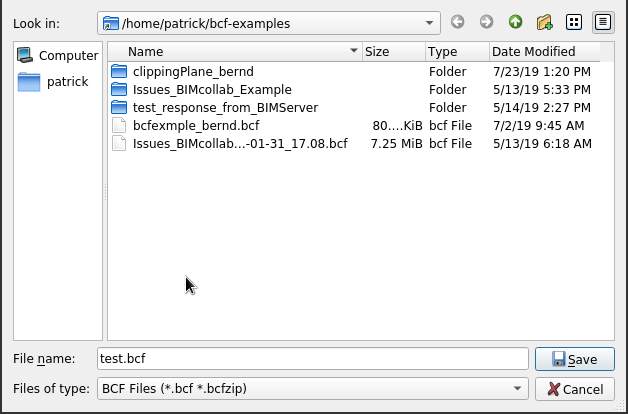 Look in: /home/patrick/bcf-examples
Computer
patrick
Name Size Type Date Modified
clippingPlane_bernd Folder 7/23/19 1:20 PM
Issues_BIMcollab_Example Folder 5/13/19 5:33 PM
test_response_from_BIMServer Folder 5/14/19 2:27 PM
bcfexmple_bernd.bcf 80....KiB bcf File 7/2/19 9:45 AM
Issues_BIMcollab...-01-31_17.08.bcf 7.25 MiB bcf File 5/13/19 6:18 AM
File name: test.bcf Save
Files of type: BCF Files (*.bcf *.bcfzip) Cancel